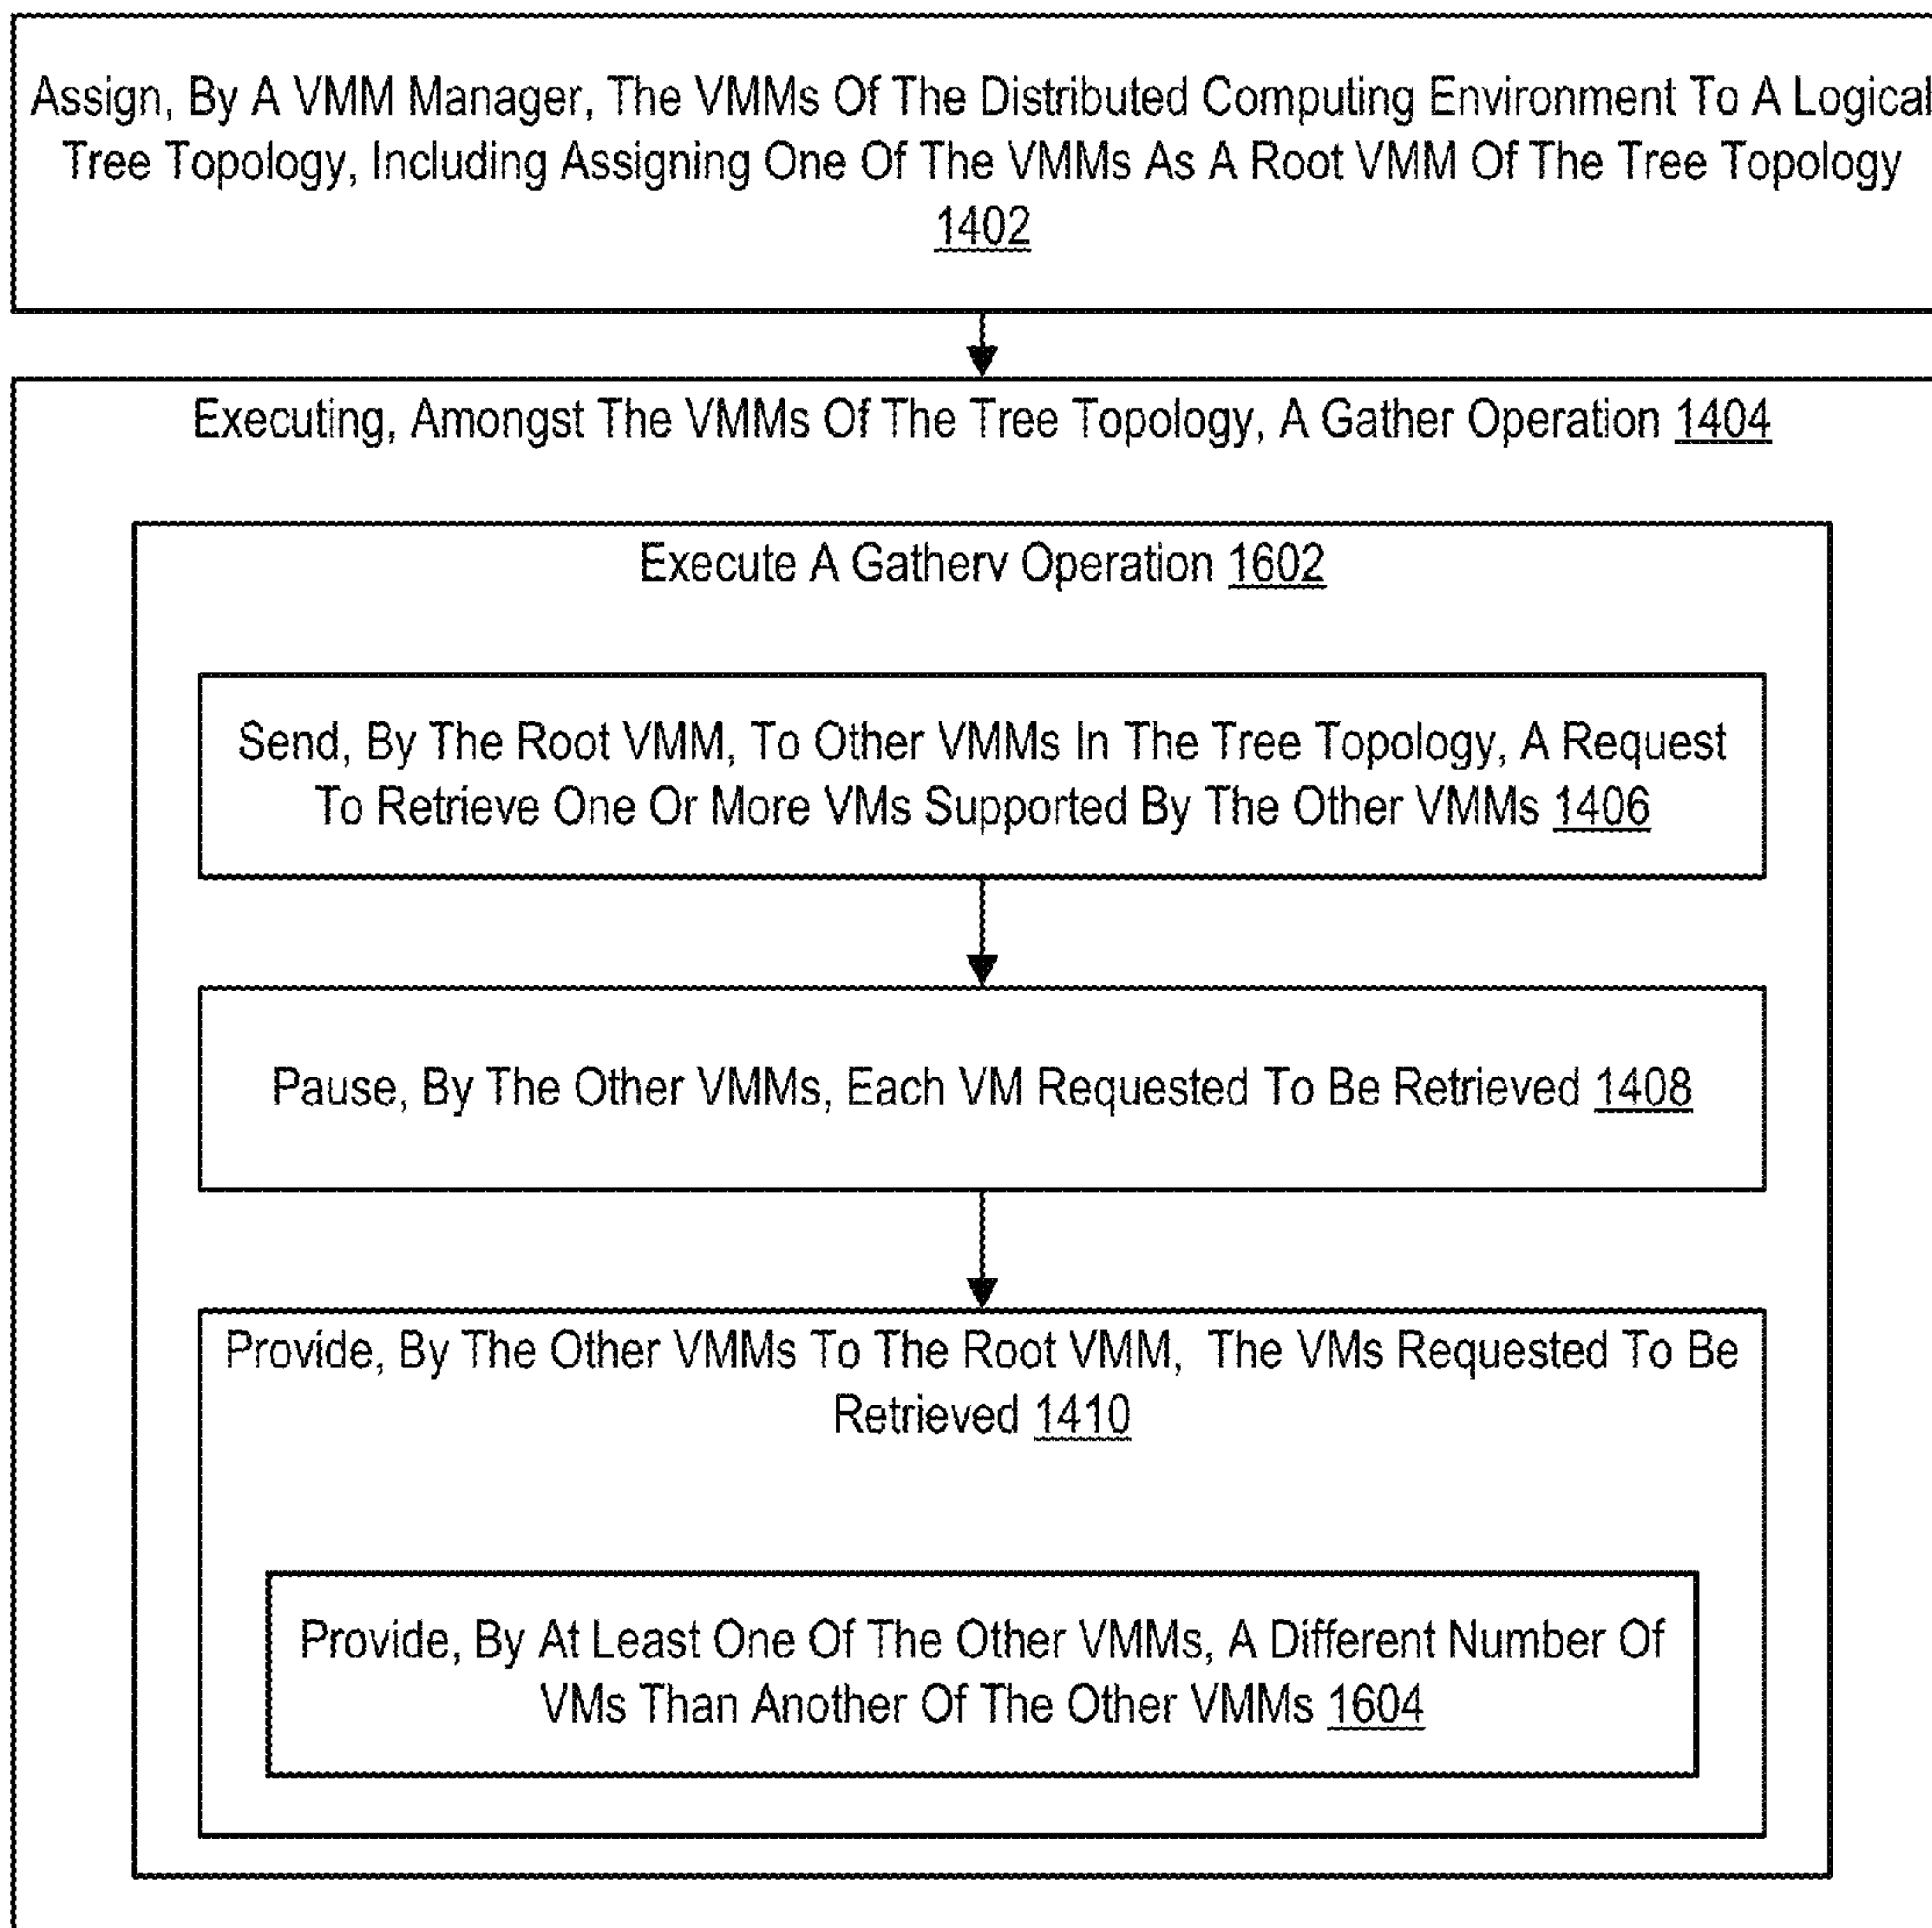 Assign, By A VMM Manager, The VMMs Of The Distributed Computing Environment To A Logical
Tree Topology, Including Assigning One Of The VMMs As A Root VMM Of The Tree Topology
1402
Executing, Amongst The VMMs Of The Tree Topology, A Gather Operation 1404
Execute A Gatherv Operation 1602
Send, By The Root VMM, To Other VMMs In The Tree Topology, A Request
To Retrieve One Or More VMs Supported By The Other VMMs 1406
Pause, By The Other VMMs, Each VM Requested To Be Retrieved 1408
Provide, By The Other VMMs To The Root VMM, The VMs Requested To Be
Retrieved 1410
Provide, By At Least One Of The Other VMMs, A Different Number Of
VMs Than Another Of The Other VMMs 1604